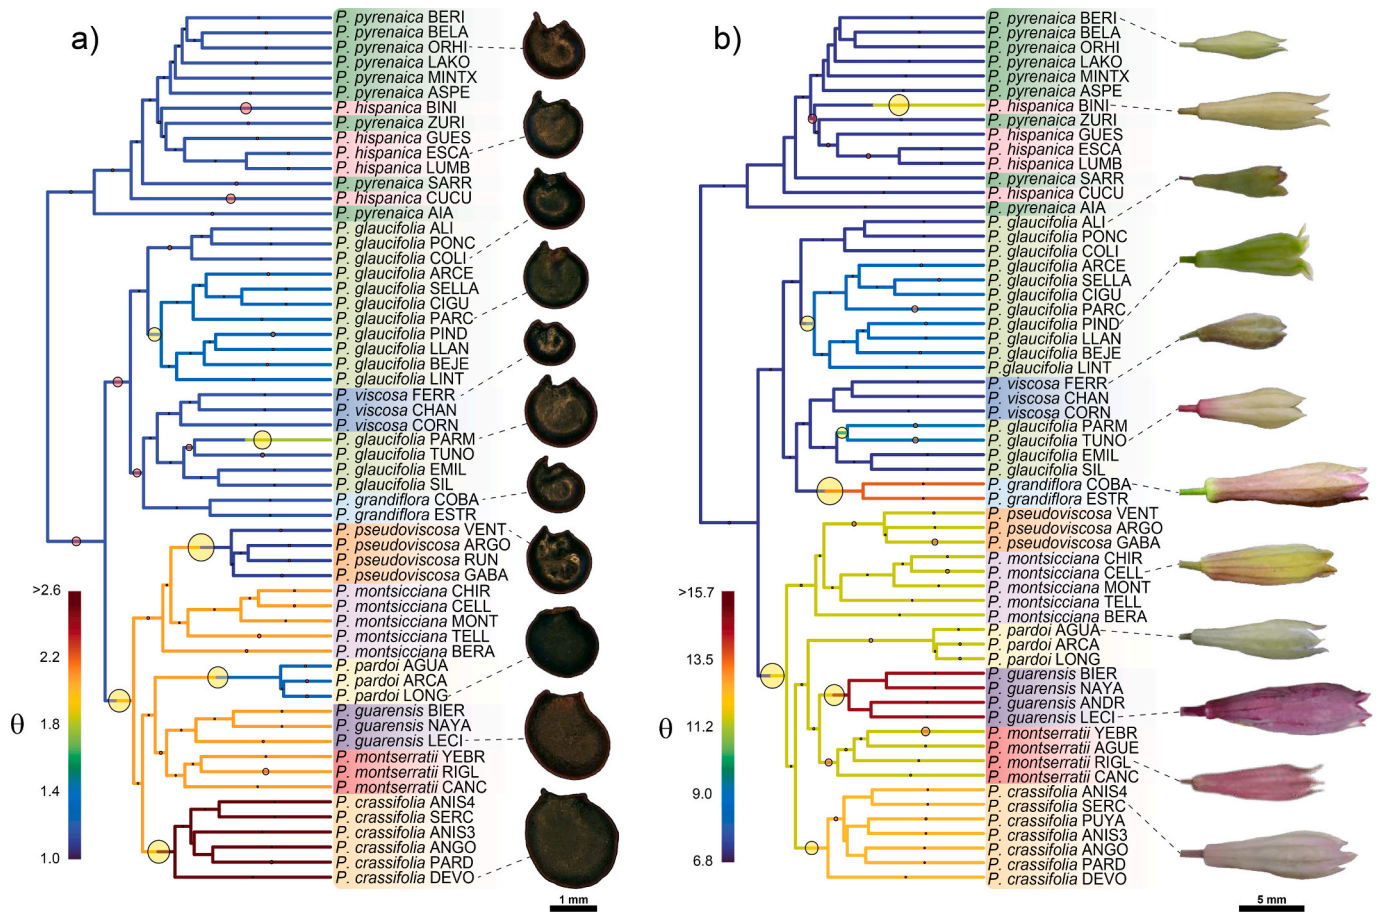 a)
P. pyrenaica BERI
P. pyrenaica BELA
P. pyrenaica ORHI
P. pyrenaica LAKO
P. pyrenaica MINTX
P. pyrenaica ASPE
P. hispanica BINI
P. pyrenaica ZURI
P. hispanica GUES
P. hispanica ESCA
P. hispanica LUMB
P. pyrenaica SARR
P. hispanica CUCU
P. pyrenaica AIA
P. glaucifolia ALI
P. glaucifolia PONC
P. glaucifolia COLI
P. glaucifolia ARCE
P. glaucifolia SELLA
P. glaucifolia CIGU
P. glaucifolia PARC
P. glaucifolia PIND
P. glaucifolia LLAN
P. glaucifolia BEJE
P. glaucifolia LINT
P. viscosa FERR
P. viscosa CHAN
P. viscosa CORN
P. glaucifolia PARM
P. glaucifolia TUNO
P. glaucifolia EMIL
P. glaucifolia SIL
P. grandiflora COBA
P. grandiflora ESTR
P. pseudoviscosa VENT
P. pseudoviscosa ARGO
P. pseudoviscosa RUN
P. pseudoviscosa GABA
P. montsicciana CHIR
P. montsicciana CELL
P. montsicciana MONT
P. montsicciana TELL
P. montsicciana BERA
P. pardoi AGUA
P. pardoi ARCA
P. pardoi LONG
P. guarensis BIER
P. guarensis NAYA
P. guarensis LECI
P. montserratii YEBR
P. montserratii RIGL
P. montserratii CANC
P. crassifolia ANIS4
P. crassifolia SERC
P. crassifolia ANIS3
P. crassifolia ANGO
P. crassifolia PARD
P. crassifolia DEVO
>2.6
2.2
1.8
1.4
1.0
θ
1 mm
b)
P. pyrenaica BERI
P. pyrenaica BELA
P. pyrenaica ORHI
P. pyrenaica LAKO
P. pyrenaica MINTX
P. pyrenaica ASPE
P. hispanica BINI
P. pyrenaica ZURI
P. hispanica GUES
P. hispanica ESCA
P. hispanica LUMB
P. pyrenaica SARR
P. hispanica CUCU
P. pyrenaica AIA
P. glaucifolia ALI
P. glaucifolia PONC
P. glaucifolia COLI
P. glaucifolia ARCE
P. glaucifolia SELLA
P. glaucifolia CIGU
P. glaucifolia PARC
P. glaucifolia PIND
P. glaucifolia LLAN
P. glaucifolia BEJE
P. glaucifolia LINT
P. viscosa FERR
P. viscosa CHAN
P. viscosa CORN
P. glaucifolia PARM
P. glaucifolia TUNO
P. glaucifolia EMIL
P. glaucifolia SIL
P. grandiflora COBA
P. grandiflora ESTR
P. pseudoviscosa VENT
P. pseudoviscosa ARGO
P. pseudoviscosa GABA
P. montsicciana CHIR
P. montsicciana CELL
P. montsicciana MONT
P. montsicciana TELL
P. montsicciana BERA
P. pardoi AGUA
P. pardoi ARCA
P. pardoi LONG
P. guarensis BIER
P. guarensis NAYA
P. guarensis ANDR
P. guarensis LECI
P. montserratii YEBR
P. montserratii AGUE
P. montserratii RIGL
P. montserratii CANC
P. crassifolia ANIS4
P. crassifolia SERC
P. crassifolia PUYA
P. crassifolia ANIS3
P. crassifolia ANGO
P. crassifolia PARD
P. crassifolia DEVO
>15.7
13.5
11.2
9.0
6.8
θ
5 mm